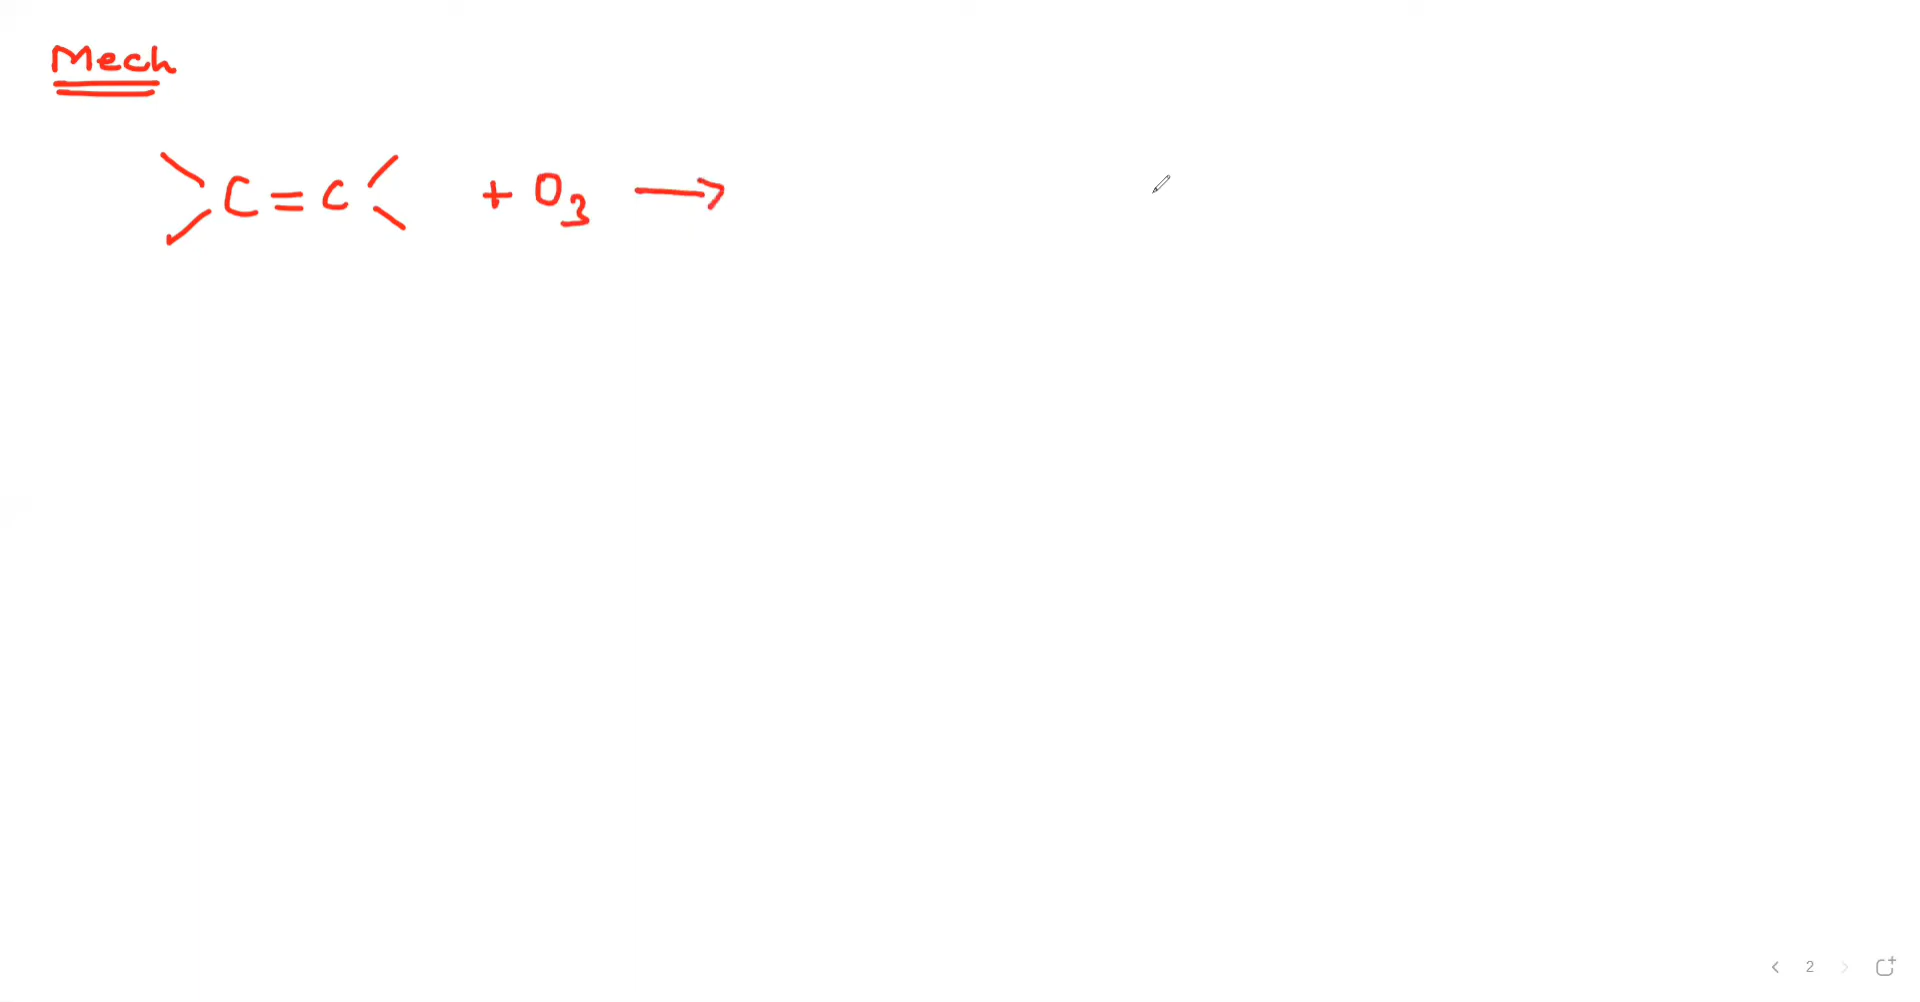 Mech
>C=C< + O₃ →
2